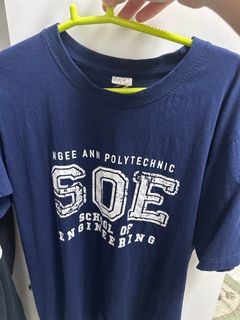 NGEE ANN POLYTECHNIC
SOE
SCHOOL OF
ENGINEERING